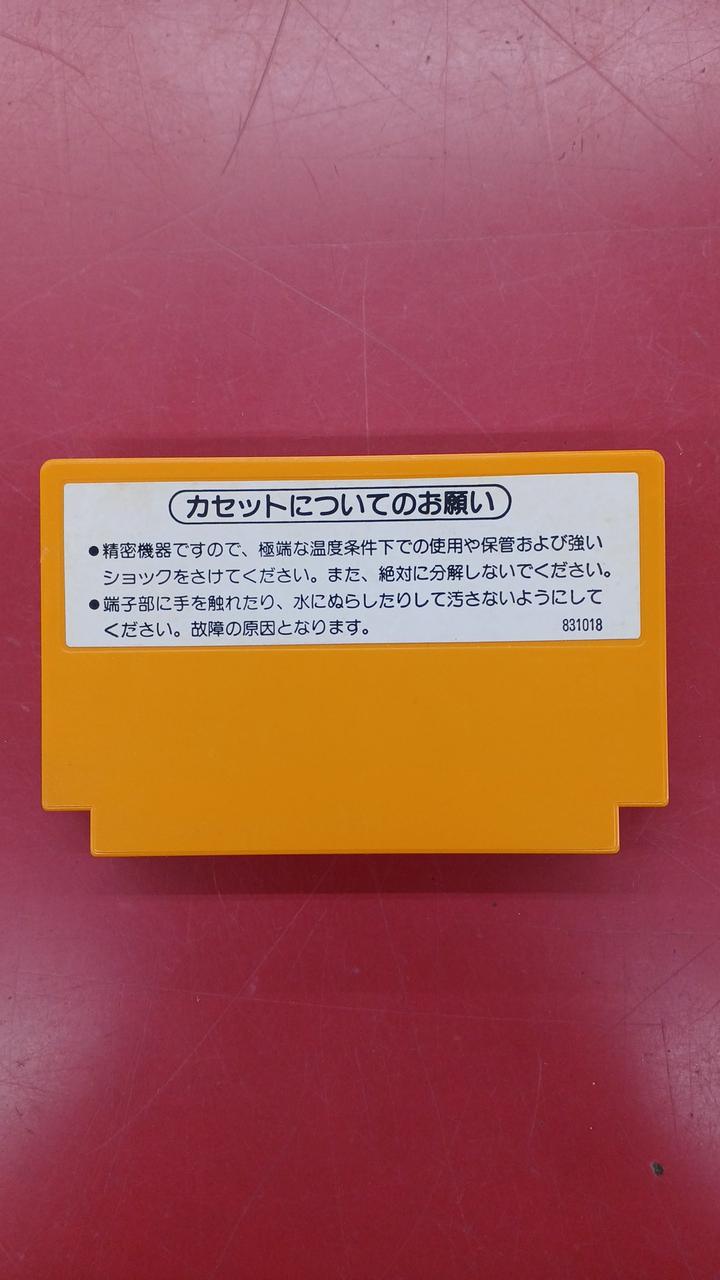 カセットについてのお願い
●精密機器ですので、極端な温度条件下での使用や保管および強い
ショックをさけてください。また、絶対に分解しないでください。
●端子部に手を触れたり、水にぬらしたりして汚さないようにして
ください。故障の原因となります。
831018